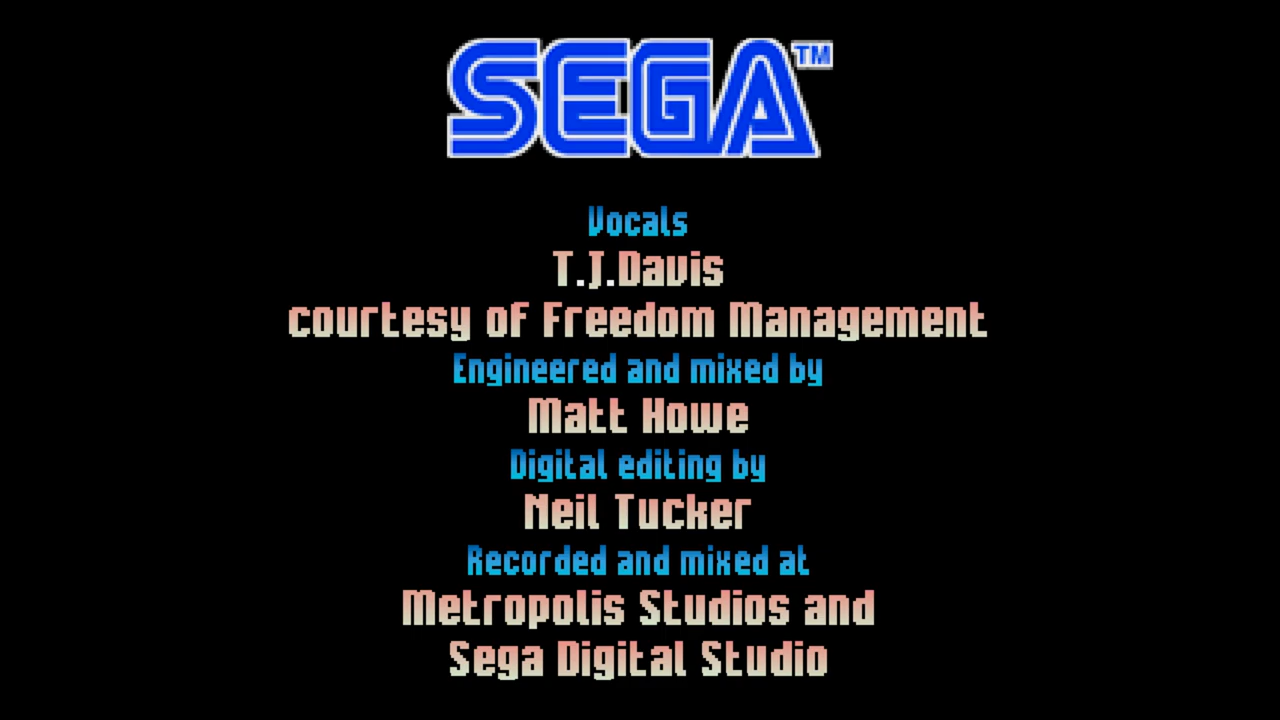 SEGA™
Vocals
T.J.Davis
courtesy of Freedom Management
Engineered and mixed by
Matt Howe
Digital editing by
Neil Tucker
Recorded and mixed at
Metropolis Studios and
Sega Digital Studio